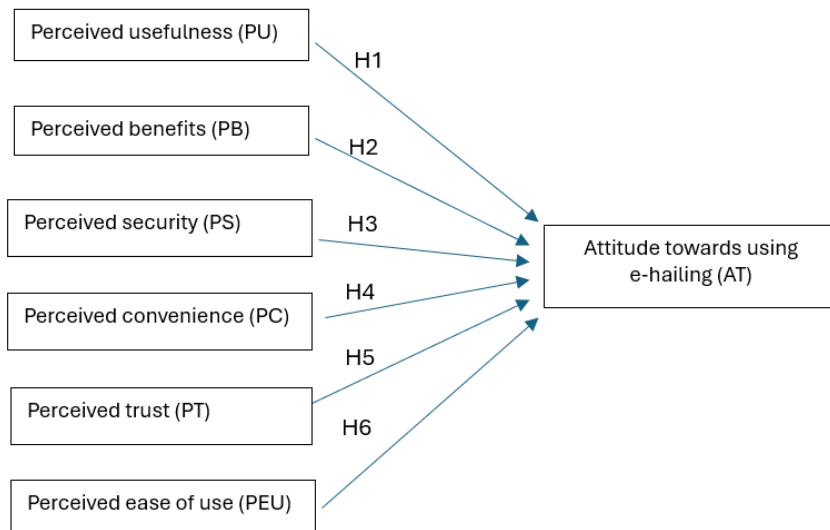 Perceived usefulness (PU)
H1
Perceived benefits (PB)
H2
Perceived security (PS)
H3
Attitude towards using
e-hailing (AT)
H4
Perceived convenience (PC)
H5
Perceived trust (PT)
H6
Perceived ease of use (PEU)